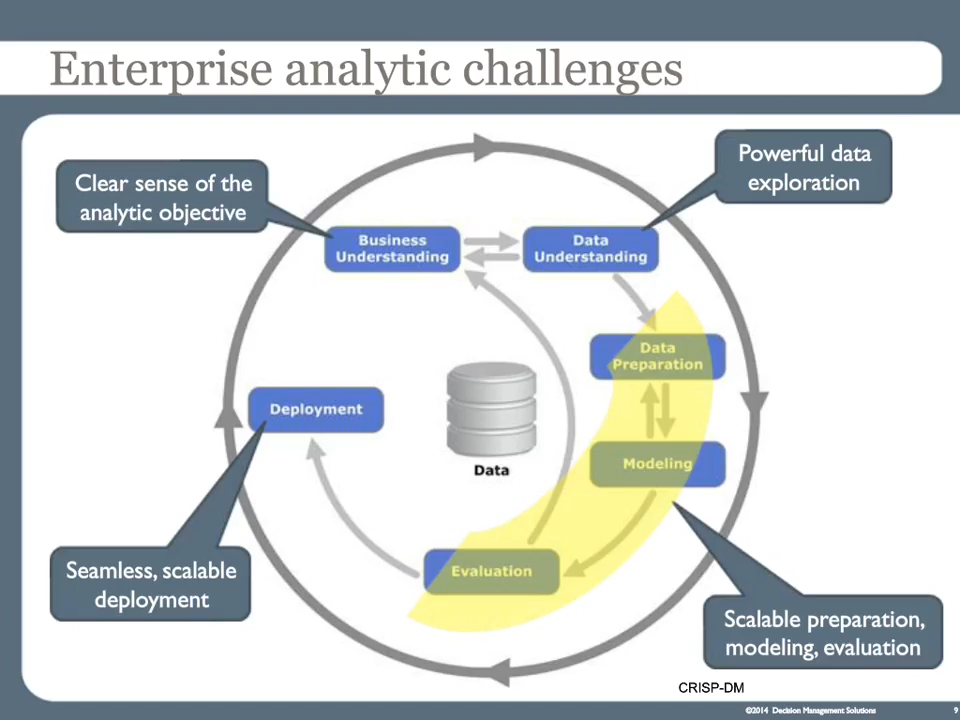 Enterprise analytic challenges
Powerful data
exploration
Clear sense of the
analytic objective
Business
Understanding
Data
Understanding
Data
Preparation
Deployment
Modeling
Data
Evaluation
Seamless, scalable
deployment
Scalable preparation,
modeling, evaluation
CRISP-DM
©2014 Decision Management Solutions
9